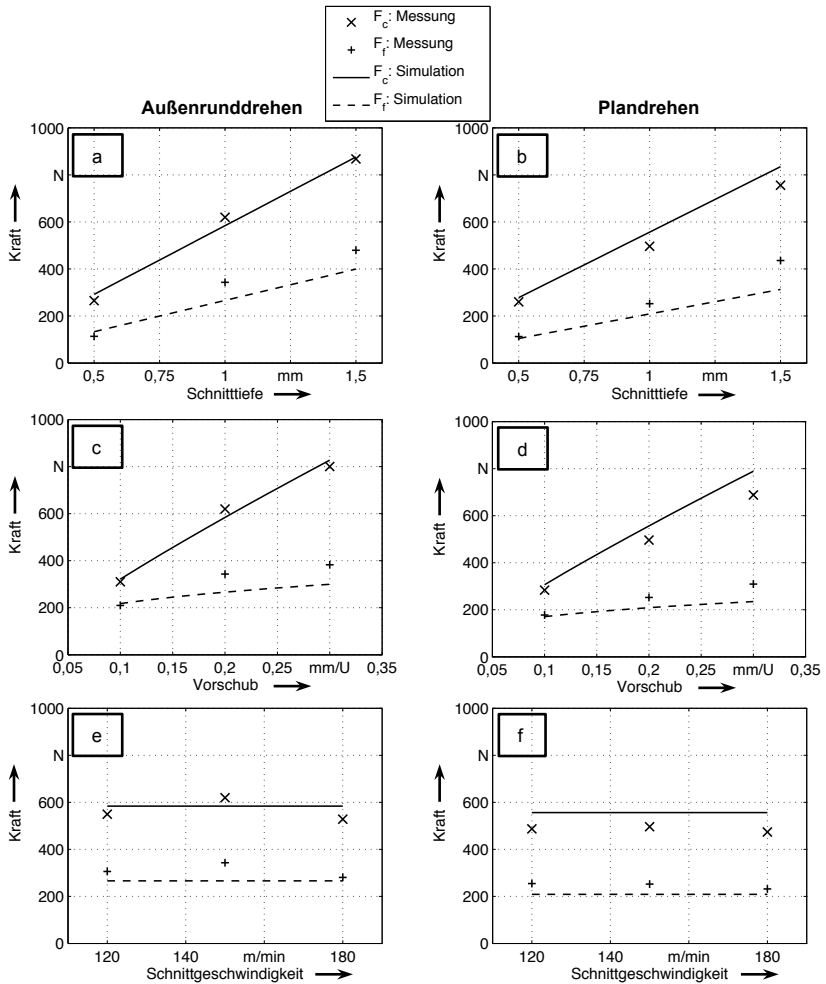 F_c: Messung
F_f: Messung
F_c: Simulation
F_f: Simulation
Außenrunddrehen
Plandrehen
a
1000
N
600
400
200
0
Kraft
0,5
0,75
1
mm
1,5
Schnitttiefe
b
1000
N
600
400
200
0
Kraft
0,5
0,75
1
mm
1,5
Schnitttiefe
c
1000
N
600
400
200
0
Kraft
0,05
0,1
0,15
0,2
0,25
mm/U
0,35
Vorschub
d
1000
N
600
400
200
0
Kraft
0,05
0,1
0,15
0,2
0,25
mm/U
0,35
Vorschub
e
1000
N
600
400
200
0
Kraft
120
140
m/min
180
Schnittgeschwindigkeit
f
1000
N
600
400
200
0
Kraft
120
140
m/min
180
Schnittgeschwindigkeit